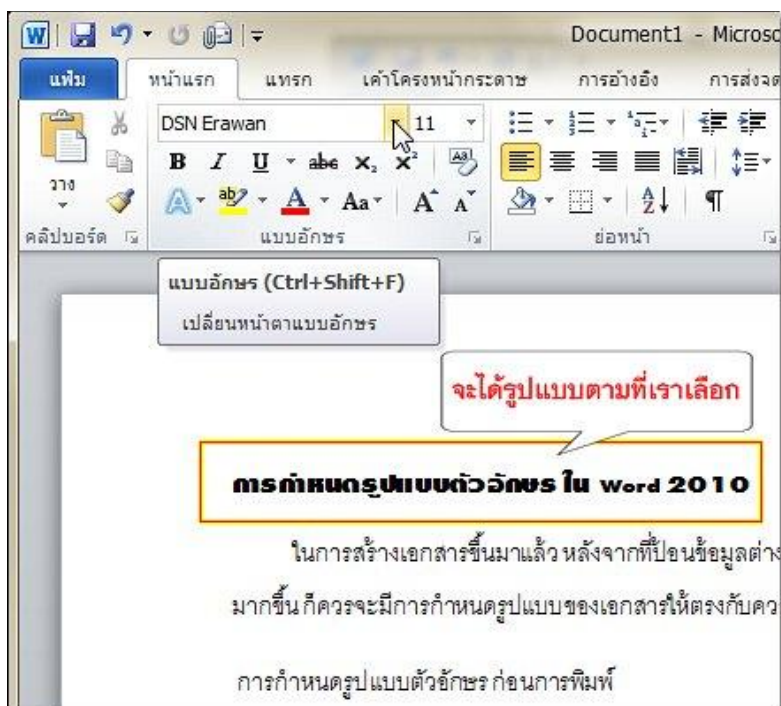 Document1 - Microso
แฟ้ม หน้าแรก แทรก เค้าโครงหน้ากระดาษ การอ้างอิง การส่งจด
DSN Erawan 11
B I U abc X₂ X²
วาง
Aa A A
คลิปบอร์ด แบบอักษร ย่อหน้า
แบบอักษร (Ctrl+Shift+F)
เปลี่ยนหน้าตาแบบอักษร
จะได้รูปแบบตามที่เราเลือก
การกำหนดรูปแบบตัวอักษร ใน Word 2010
ในการสร้างเอกสารขึ้นมาแล้ว หลังจากที่ป้อนข้อมูลต่าง
มากขึ้น ก็ควรจะมีการกำหนดรูปแบบของเอกสารให้ตรงกับคว
การกำหนดรูปแบบตัวอักษร ก่อนการพิมพ์